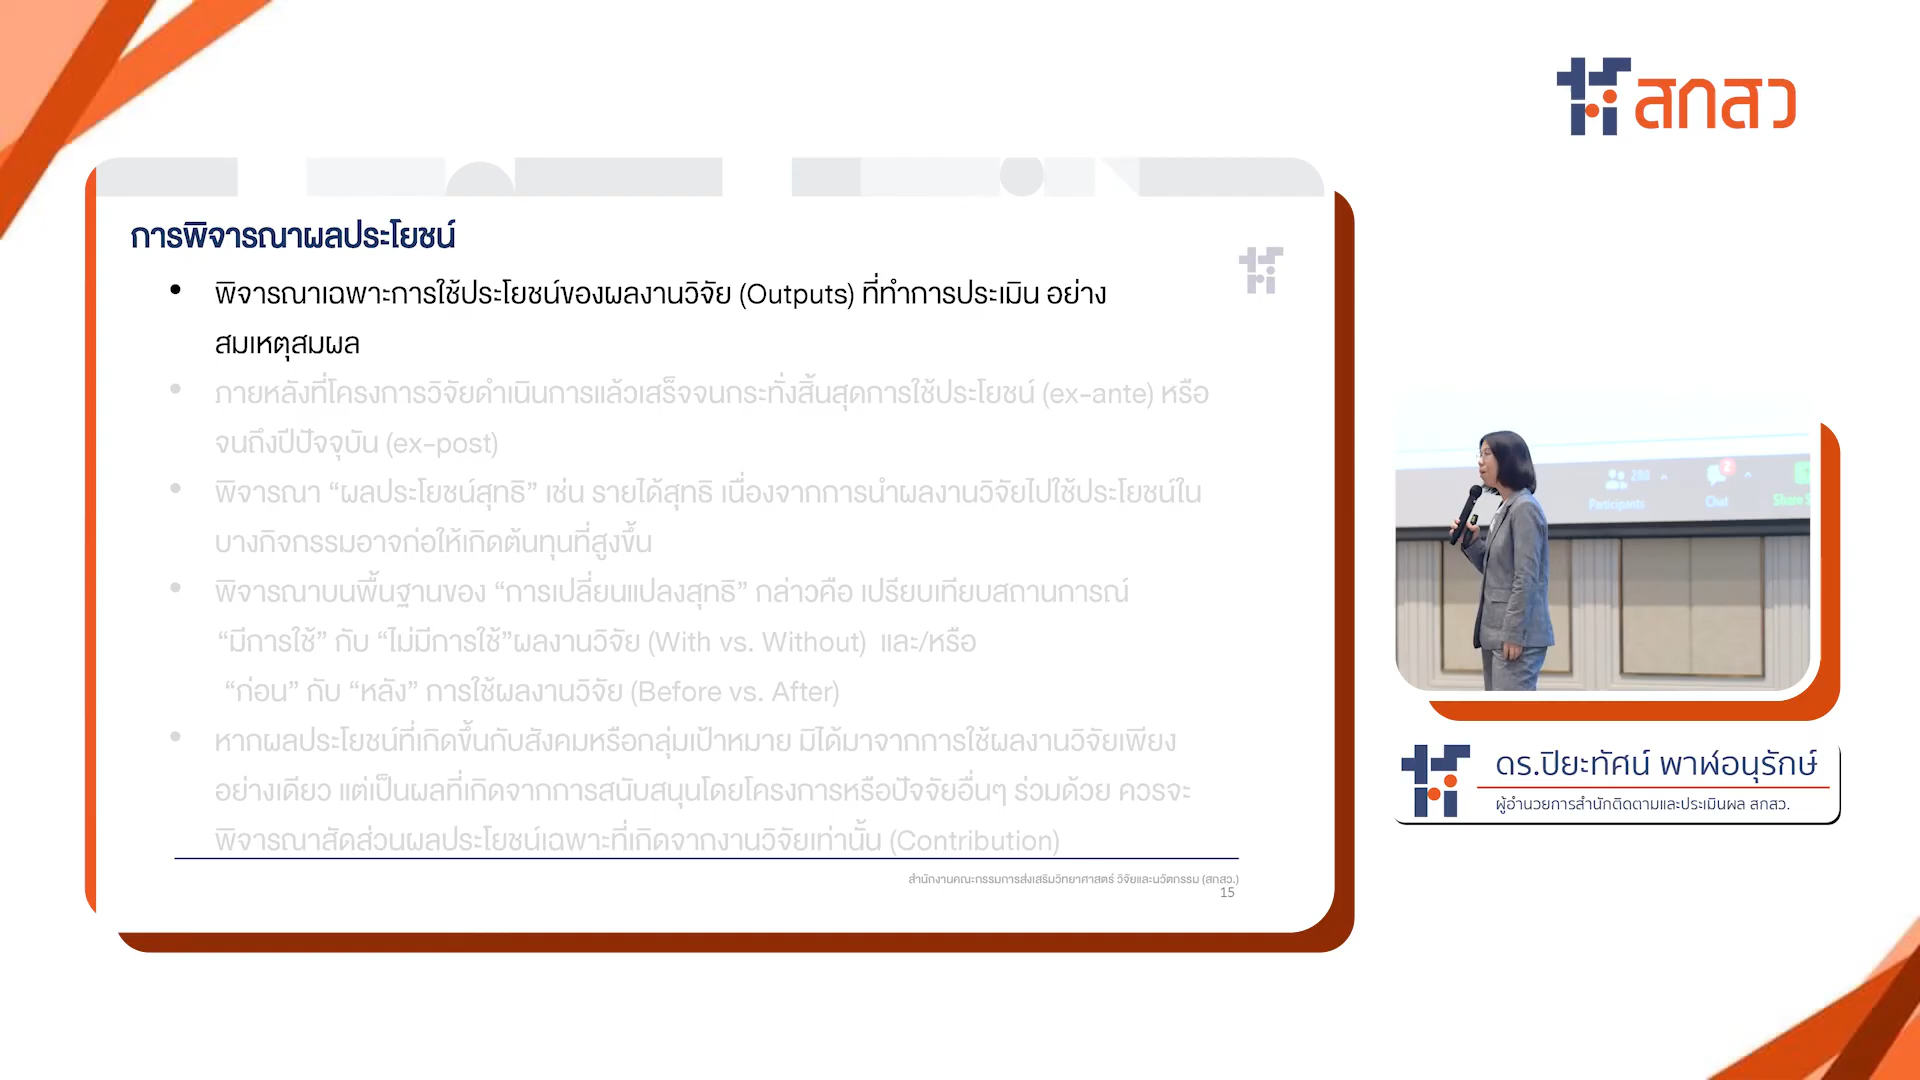 สกสว
การพิจารณาผลประโยชน์
• พิจารณาเฉพาะการใช้ประโยชน์ของผลงานวิจัย (Outputs) ที่ทำการประเมิน อย่าง
สมเหตุสมผล
• ภายหลังที่โครงการวิจัยดำเนินการแล้วเสร็จจนกระทั่งสิ้นสุดการใช้ประโยชน์ (ex-ante) หรือ
จนถึงปีปัจจุบัน (ex-post)
• พิจารณา “ผลประโยชน์สุทธิ” เช่น รายได้สุทธิ เนื่องจากการนำผลงานวิจัยไปใช้ประโยชน์ใน
บางกิจกรรมอาจก่อให้เกิดต้นทุนที่สูงขึ้น
• พิจารณาบนพื้นฐานของ “การเปลี่ยนแปลงสุทธิ” กล่าวคือ เปรียบเทียบสถานการณ์
“มีการใช้” กับ “ไม่มีการใช้”ผลงานวิจัย (With vs. Without) และ/หรือ
“ก่อน” กับ “หลัง” การใช้ผลงานวิจัย (Before vs. After)
• หากผลประโยชน์ที่เกิดขึ้นกับสังคมหรือกลุ่มเป้าหมาย มิได้มาจากการใช้ผลงานวิจัยเพียง
อย่างเดียว แต่เป็นผลที่เกิดจากการสนับสนุนโดยโครงการหรือปัจจัยอื่นๆ ร่วมด้วย ควรจะ
พิจารณาสัดส่วนผลประโยชน์เฉพาะที่เกิดจากงานวิจัยเท่านั้น (Contribution)
สำนักงานคณะกรรมการส่งเสริมวิทยาศาสตร์ วิจัยและนวัตกรรม (สกสว.)
15
Participants
Chat
Share
2
ดร.ปิยะทัศน์ พาฬอนุรักษ์
ผู้อำนวยการสำนักติดตามและประเมินผล สกสว.